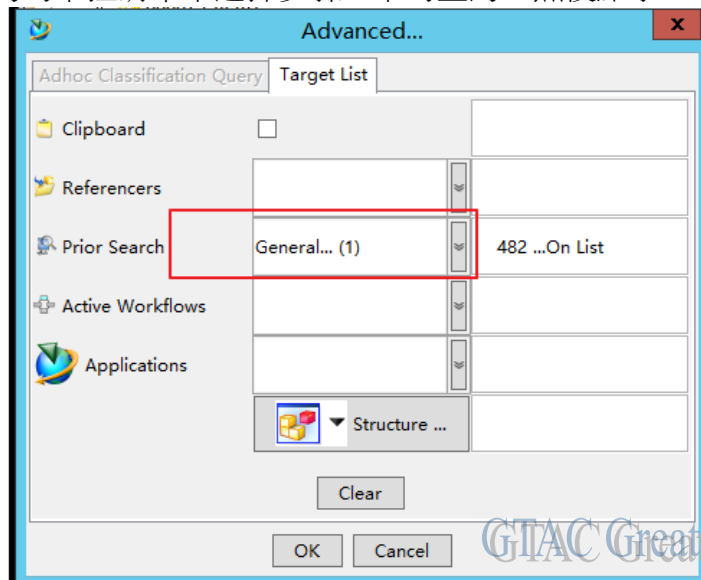 Advanced...
x
Adhoc Classification Query Target List
Clipboard
Referencers
Prior Search General... (1) 482 ...On List
Active Workflows
Applications
Structure ...
Clear
OK Cancel
GTAC Great